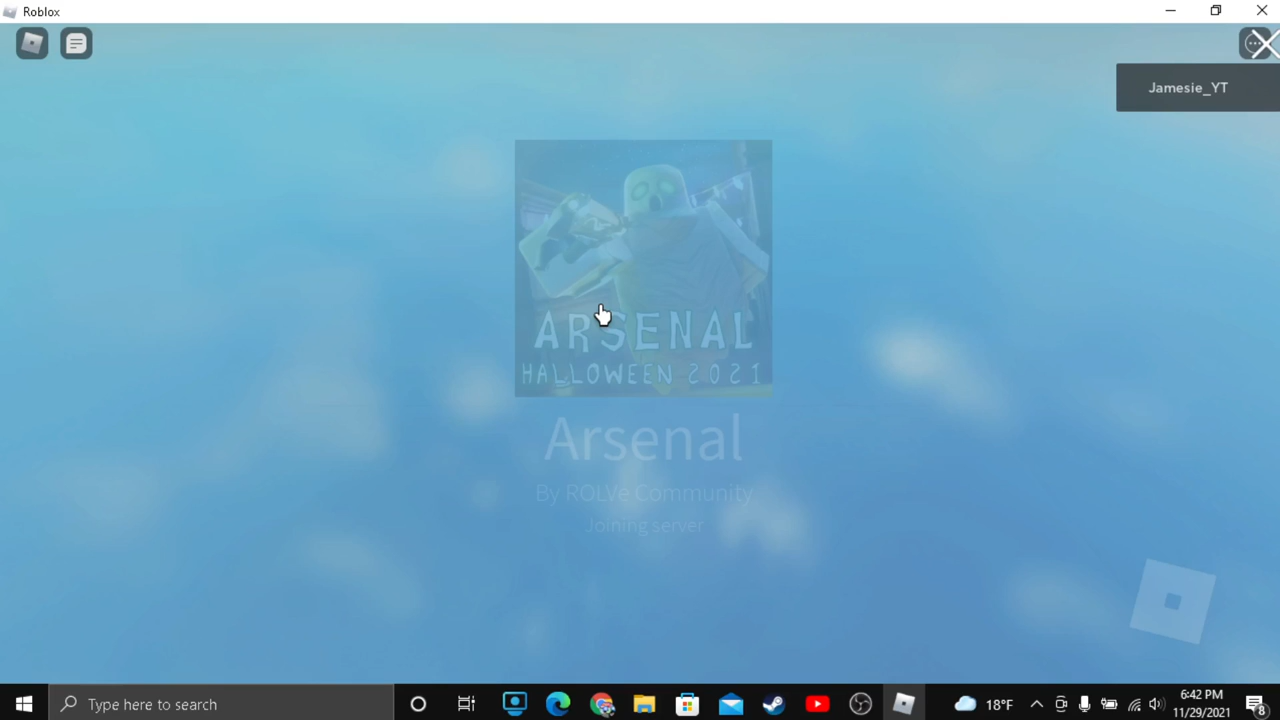 Roblox
Jamesie_YT
ARSENAL
HALLOWEEN 2021
Arsenal
By ROLVe Community
Joining server
Type here to search
18°F
6:42 PM
11/29/2021
8